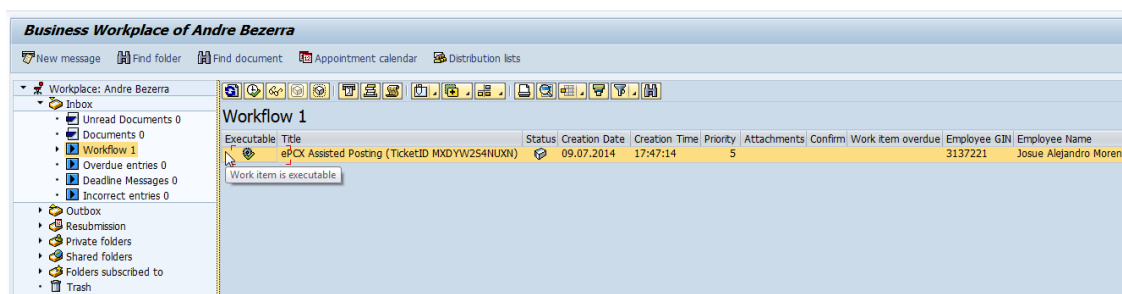 Business Workplace of Andre Bezerra
New message Find folder Find document Appointment calendar Distribution lists
Workplace: Andre Bezerra
Inbox
Unread Documents 0
Documents 0
Workflow 1
Overdue entries 0
Deadline Messages 0
Incorrect entries 0
Outbox
Resubmission
Private folders
Shared folders
Folders subscribed to
Trash
Workflow 1
Executable Title Status Creation Date Creation Time Priority Attachments Confirm Work item overdue Employee GIN Employee Name
ePCX Assisted Posting (TicketID MXDYW2S4NUXN) 09.07.2014 17:47:14 5 3137221 Josue Alejandro Moren
Work item is executable